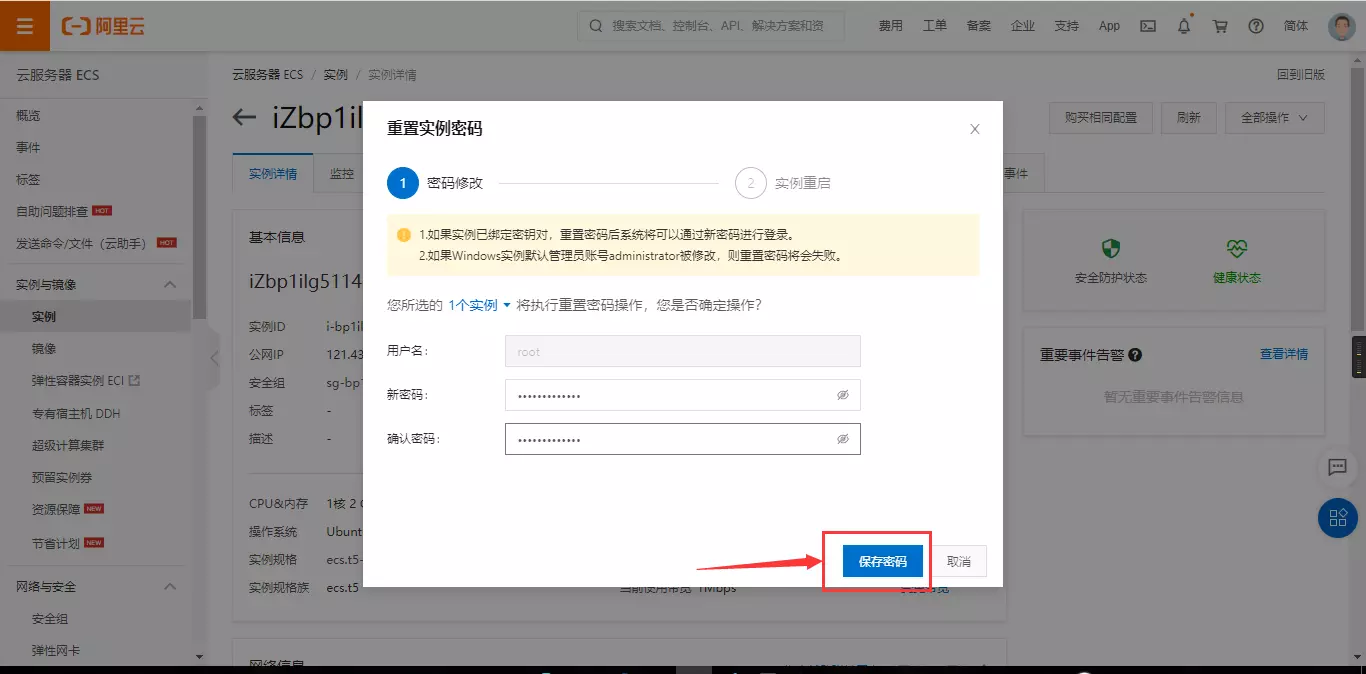 阿里云
搜索文档、控制台、API、解决方案和资
费用 工单 备案 企业 支持 App 简体
云服务器 ECS
云服务器 ECS / 实例 / 实例详情
回到旧版
概览
事件
标签
自助问题排查 HOT
发送命令/文件（云助手） HOT
实例与镜像
实例
镜像
弹性容器实例 ECI
专有宿主机 DDH
超级计算集群
预留实例券
资源保障 NEW
节省计划 NEW
网络与安全
安全组
弹性网卡
iZbp1il
购买相同配置 刷新 全部操作
实例详情 监控
事件
基本信息
iZbp1ilg5114
实例ID i-bp1il
公网IP 121.43
安全组 sg-bp1
标签 -
描述 -
CPU&内存 1核 2
操作系统 Ubunt
实例规格 ecs.t5-
实例规格族 ecs.t5
当前使用带宽 1Mbps
网络信息
重置实例密码
1 密码修改
2 实例重启
1.如果实例已绑定密钥对，重置密码后系统将可以通过新密码进行登录。
2.如果Windows实例默认管理员账号administrator被修改，则重置密码将会失败。
您所选的 1个实例 将执行重置密码操作，您是否确定操作？
用户名： root
新密码： •••••••••••••
确认密码： •••••••••••••
保存密码 取消
安全防护状态 健康状态
重要事件告警 查看详情
暂无重要事件告警信息